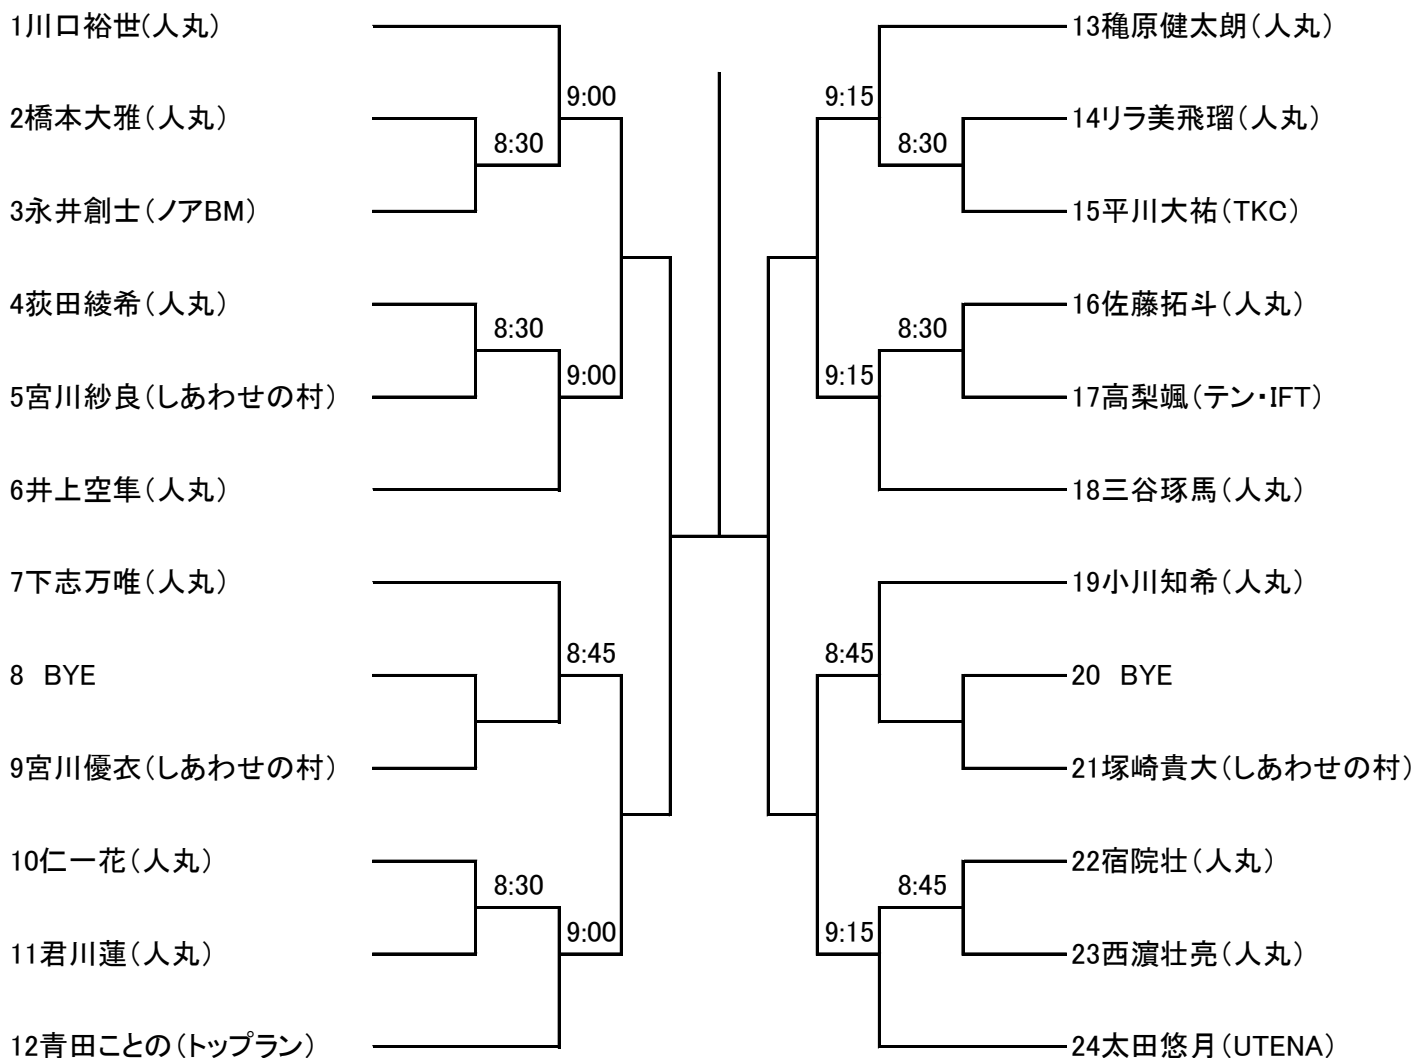 1川口裕世(人丸)
2橋本大雅(人丸)
3永井創士(ノアBM)
4荻田綾希(人丸)
5宮川紗良(しあわせの村)
6井上空隼(人丸)
7下志万唯(人丸)
8 BYE
9宮川優衣(しあわせの村)
10仁一花(人丸)
11君川蓮(人丸)
12青田ことの(トップラン)
9:00
8:30
8:30
9:00
8:45
8:30
9:00
9:15
8:30
8:30
9:15
8:45
8:45
9:15
13穐原健太朗(人丸)
14リラ美飛瑠(人丸)
15平川大祐(TKC)
16佐藤拓斗(人丸)
17高梨颯(テン・IFT)
18三谷琢馬(人丸)
19小川知希(人丸)
20 BYE
21塚崎貴大(しあわせの村)
22宿院壮(人丸)
23西濵壮亮(人丸)
24太田悠月(UTENA)